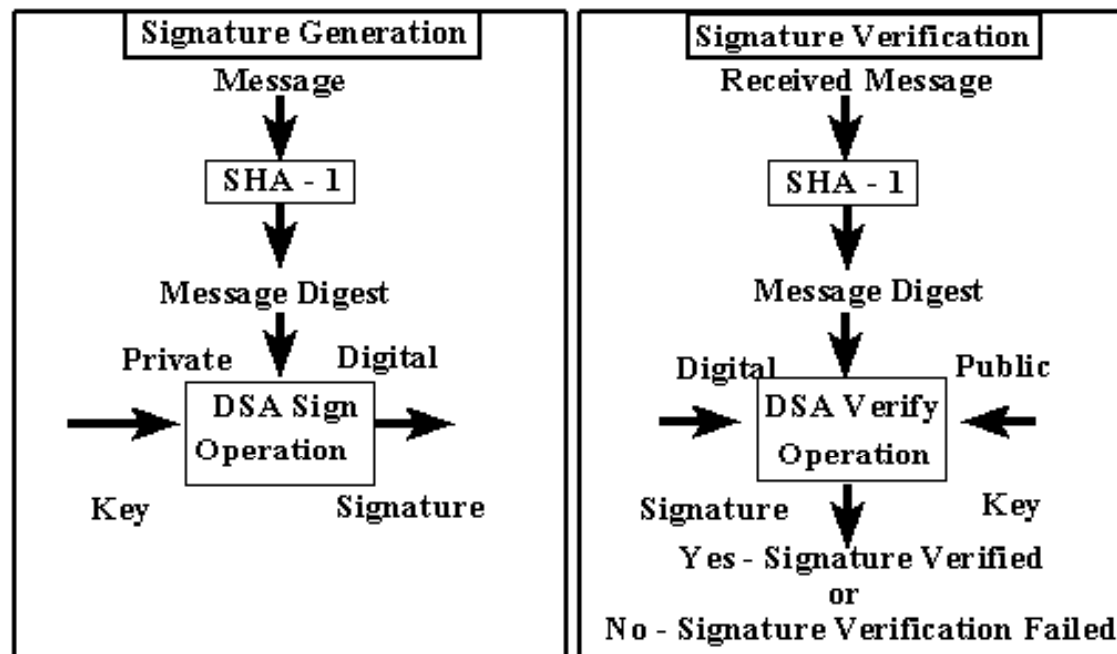 Signature Generation
Message
SHA - 1
Message Digest
Private
Digital
DSA Sign
Operation
Key
Signature
Signature Verification
Received Message
SHA - 1
Message Digest
Digital
Public
DSA Verify
Operation
Signature
Key
Yes - Signature Verified
or
No - Signature Verification Failed